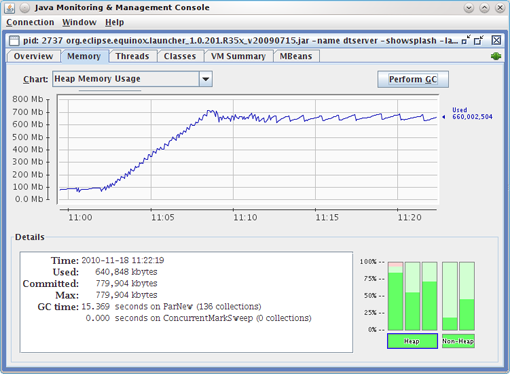 Java Monitoring & Management Console
Connection Window Help
pid: 2737 org.eclipse.equinox.launcher_1.0.201.R35x_v20090715.jar -name dtserver -showsplash -la...
Overview Memory Threads Classes VM Summary MBeans
Chart: Heap Memory Usage Perform GC
800 Mb
700 Mb
600 Mb
500 Mb
400 Mb
300 Mb
200 Mb
100 Mb
0.0 Mb
Used
660,002,504
11:00 11:05 11:10 11:15 11:20
Details
Time: 2010-11-18 11:22:19
Used: 640,848 kbytes
Committed: 779,904 kbytes
Max: 779,904 kbytes
GC time: 15.369 seconds on ParNew (136 collections)
0.000 seconds on ConcurrentMarkSweep (0 collections)
100% --
75% --
50% --
25% --
0% --
Heap Non-Heap